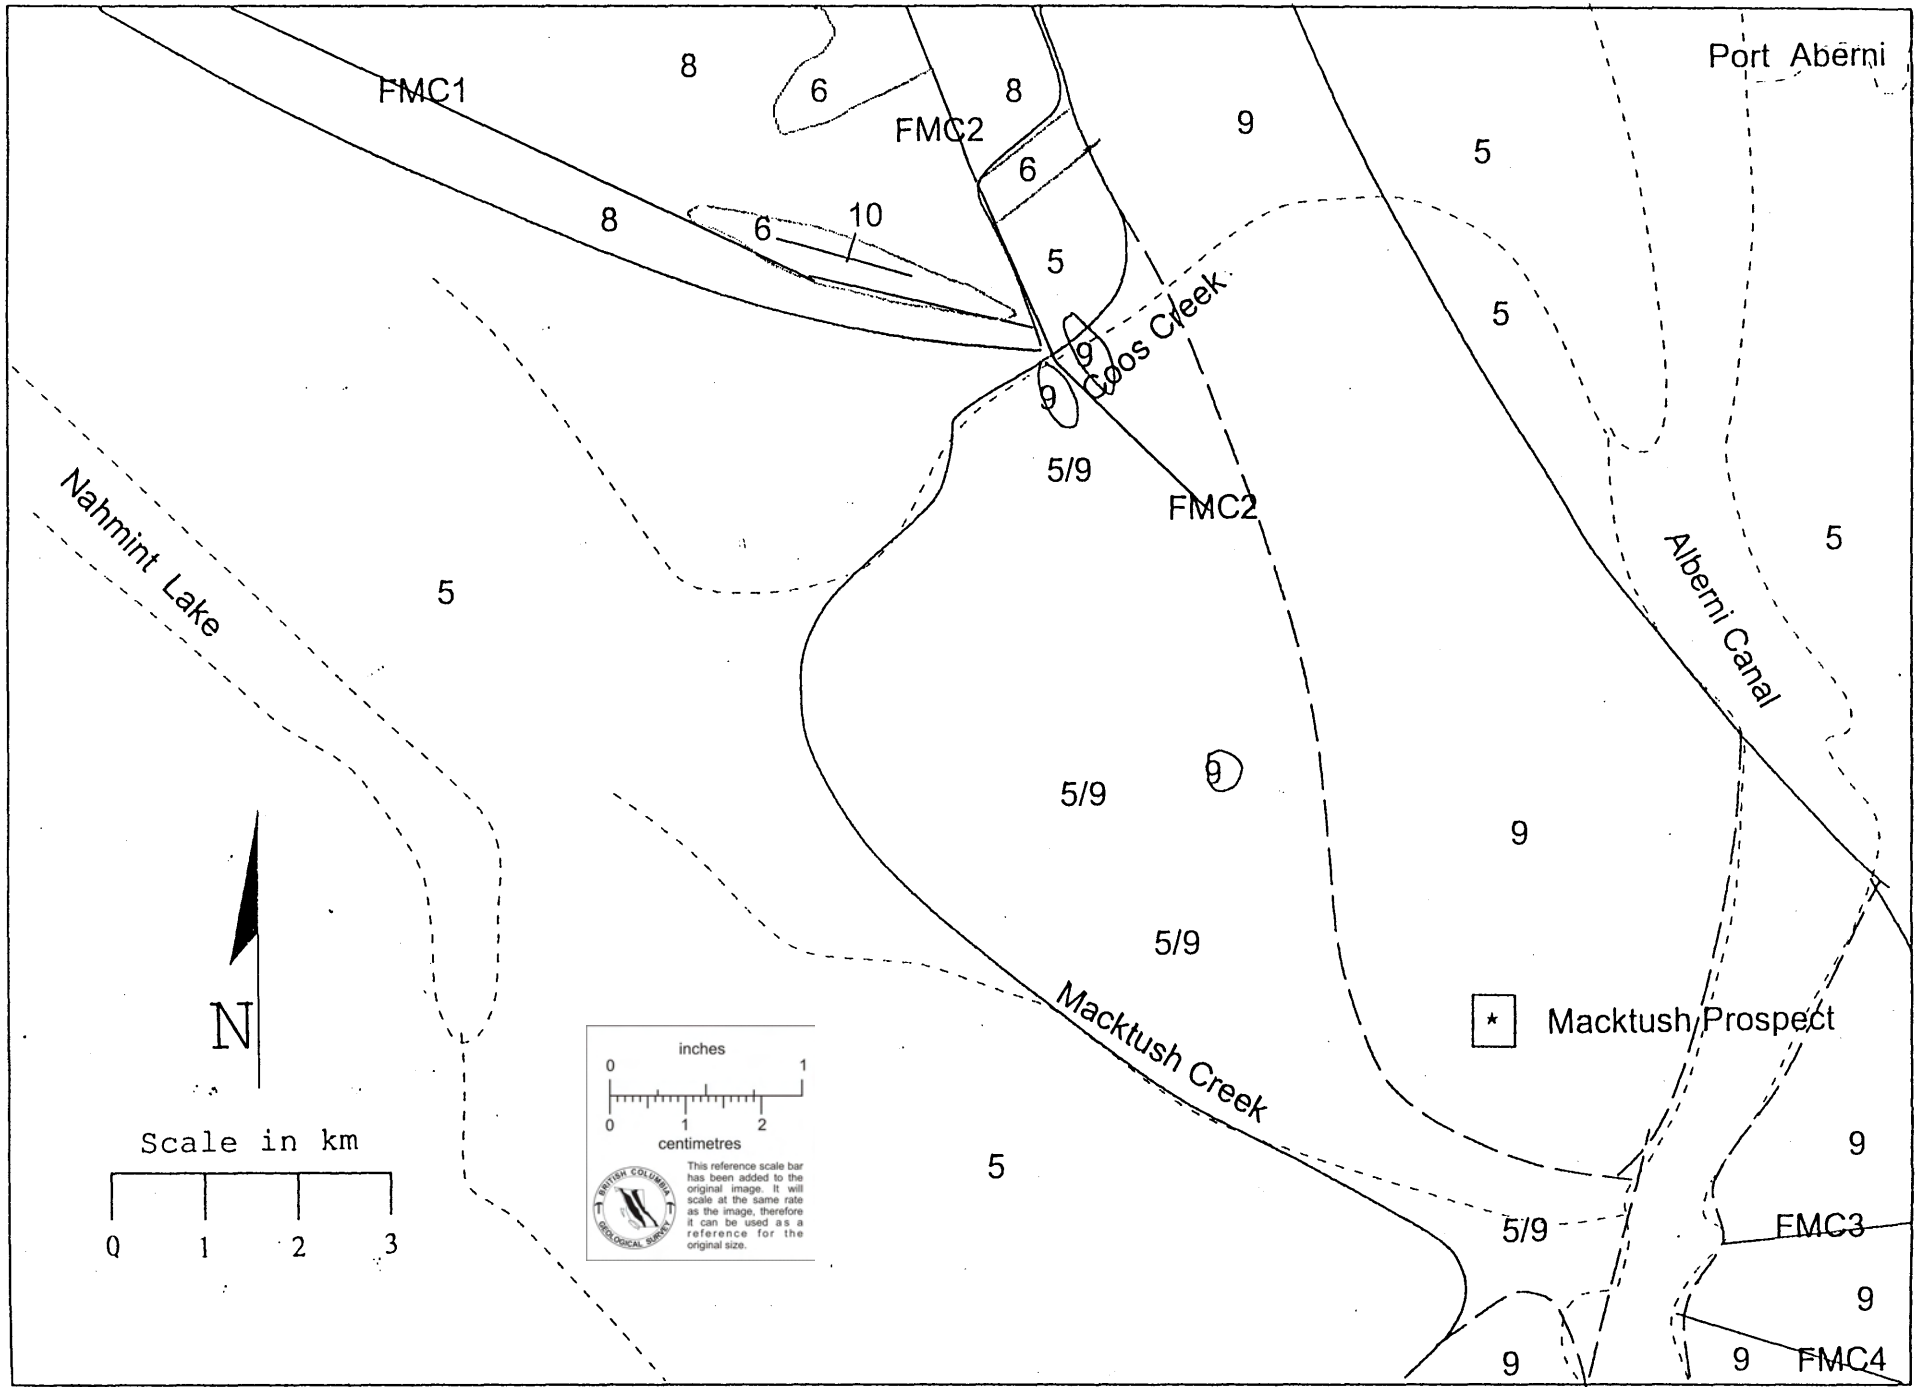 Port Aberni
8
FMC1
6
8
FMC2
9
5
6
8
6
10
5
5
Coos Creek
9
9
5/9
FMC2
Nahmint Lake
5
5
Alberni Canal
9
5/9
9
5/9
N
Macktush Creek
★ Macktush Prospect
inches
0 1
0 1 2
centimetres
This reference scale bar
has been added to the
original image. It will
scale at the same rate
as the image, therefore
it can be used as a
reference for the
original size.
BRITISH COLUMBIA
GEOLOGICAL SURVEY
Scale in km
0 1 2 3
5
9
5/9
FMC3
9
9
9
FMC4